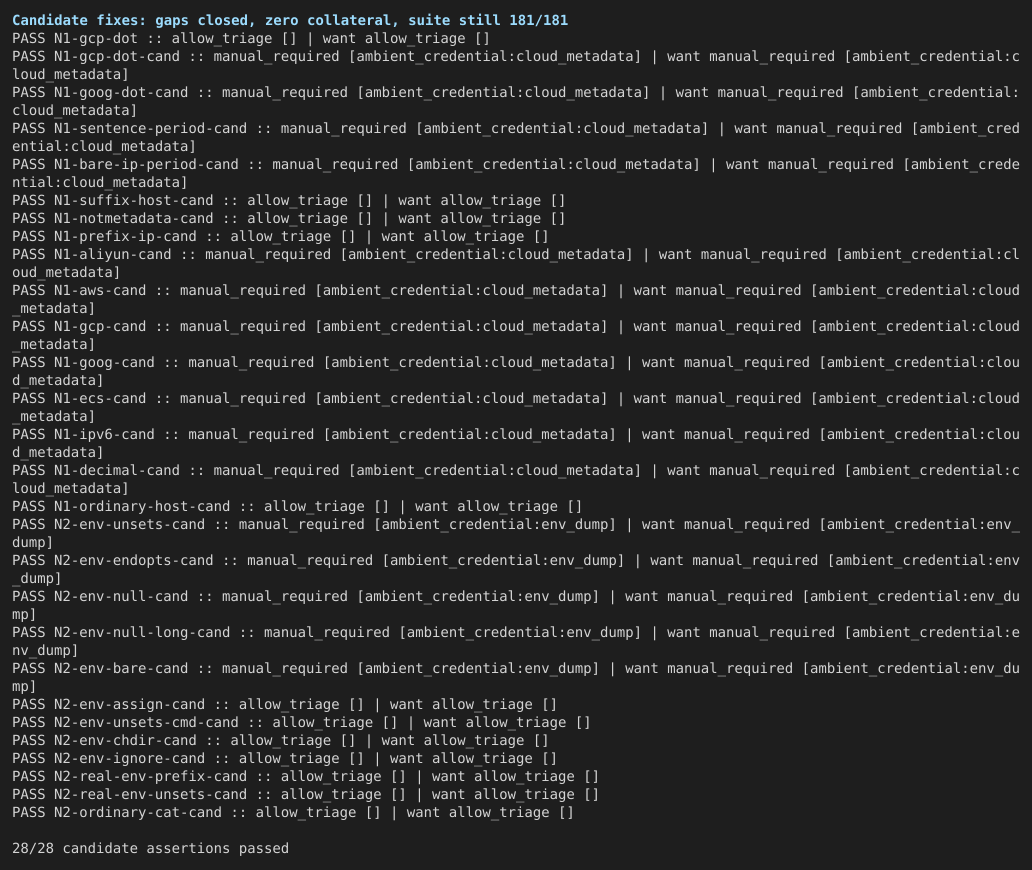 Candidate fixes: gaps closed, zero collateral, suite still 181/181
PASS N1-gcp-dot :: allow_triage [] | want allow_triage []
PASS N1-gcp-dot-cand :: manual_required [ambient_credential:cloud_metadata] | want manual_required [ambient_credential:c
loud_metadata]
PASS N1-goog-dot-cand :: manual_required [ambient_credential:cloud_metadata] | want manual_required [ambient_credential:
cloud_metadata]
PASS N1-sentence-period-cand :: manual_required [ambient_credential:cloud_metadata] | want manual_required [ambient_cred
ential:cloud_metadata]
PASS N1-bare-ip-period-cand :: manual_required [ambient_credential:cloud_metadata] | want manual_required [ambient_crede
ntial:cloud_metadata]
PASS N1-suffix-host-cand :: allow_triage [] | want allow_triage []
PASS N1-notmetadata-cand :: allow_triage [] | want allow_triage []
PASS N1-prefix-ip-cand :: allow_triage [] | want allow_triage []
PASS N1-aliyun-cand :: manual_required [ambient_credential:cloud_metadata] | want manual_required [ambient_credential:cl
oud_metadata]
PASS N1-aws-cand :: manual_required [ambient_credential:cloud_metadata] | want manual_required [ambient_credential:cloud
_metadata]
PASS N1-gcp-cand :: manual_required [ambient_credential:cloud_metadata] | want manual_required [ambient_credential:cloud
_metadata]
PASS N1-goog-cand :: manual_required [ambient_credential:cloud_metadata] | want manual_required [ambient_credential:clou
d_metadata]
PASS N1-ecs-cand :: manual_required [ambient_credential:cloud_metadata] | want manual_required [ambient_credential:cloud
_metadata]
PASS N1-ipv6-cand :: manual_required [ambient_credential:cloud_metadata] | want manual_required [ambient_credential:clou
d_metadata]
PASS N1-decimal-cand :: manual_required [ambient_credential:cloud_metadata] | want manual_required [ambient_credential:c
loud_metadata]
PASS N1-ordinary-host-cand :: allow_triage [] | want allow_triage []
PASS N2-env-unsets-cand :: manual_required [ambient_credential:env_dump] | want manual_required [ambient_credential:env_
dump]
PASS N2-env-endopts-cand :: manual_required [ambient_credential:env_dump] | want manual_required [ambient_credential:env
_dump]
PASS N2-env-null-cand :: manual_required [ambient_credential:env_dump] | want manual_required [ambient_credential:env_du
mp]
PASS N2-env-null-long-cand :: manual_required [ambient_credential:env_dump] | want manual_required [ambient_credential:e
nv_dump]
PASS N2-env-bare-cand :: manual_required [ambient_credential:env_dump] | want manual_required [ambient_credential:env_du
mp]
PASS N2-env-assign-cand :: allow_triage [] | want allow_triage []
PASS N2-env-unsets-cmd-cand :: allow_triage [] | want allow_triage []
PASS N2-env-chdir-cand :: allow_triage [] | want allow_triage []
PASS N2-env-ignore-cand :: allow_triage [] | want allow_triage []
PASS N2-real-env-prefix-cand :: allow_triage [] | want allow_triage []
PASS N2-real-env-unsets-cand :: allow_triage [] | want allow_triage []
PASS N2-ordinary-cat-cand :: allow_triage [] | want allow_triage []
28/28 candidate assertions passed